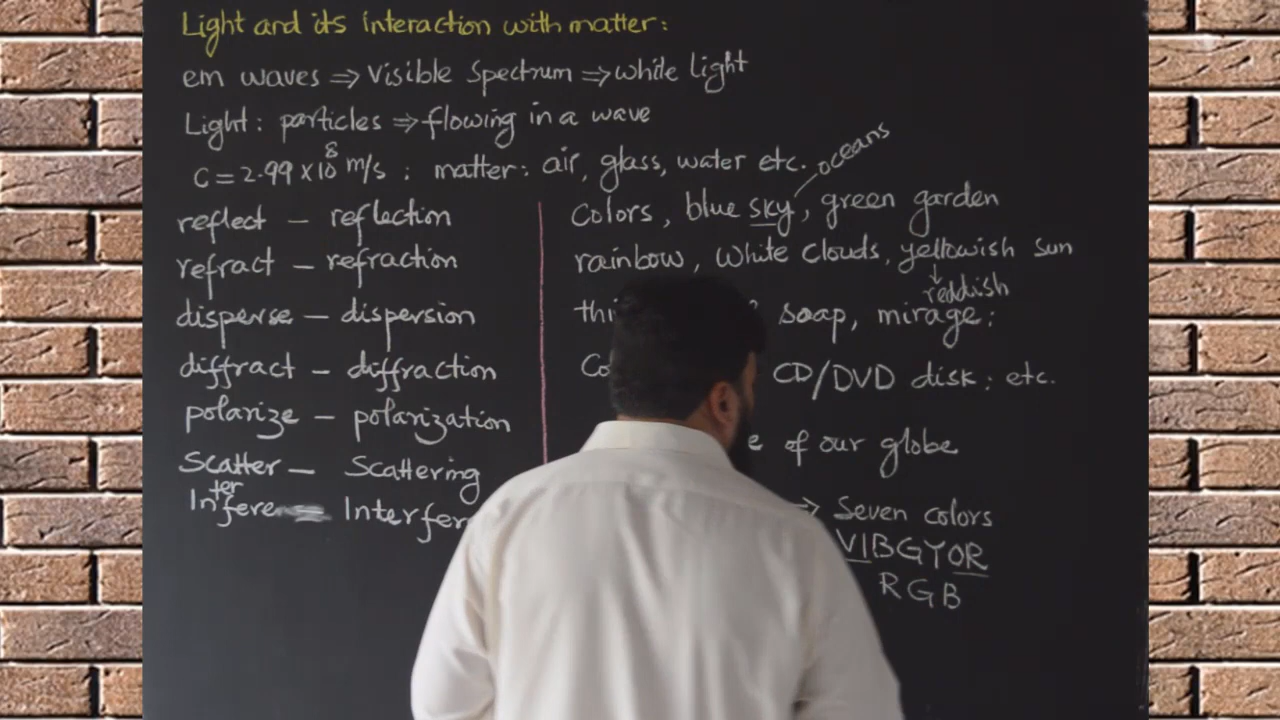 Light and its interaction with matter:
em waves ⇒ Visible Spectrum ⇒ white Light
Light: particles ⇒ flowing in a wave
C = 2.99 x 10⁸ m/s ; matter: air, glass, water etc.
oceans
reflect – reflection
refract – refraction
disperse – dispersion
diffract – diffraction
polarize – polarization
Scatter – Scattering
Interfere
Colors, blue sky, green garden
rainbow, white clouds, yellowish sun
reddish
soap, mirage;
CD/DVD disk; etc.
of our globe
⇒ Seven colors
VIBGYOR
RGB